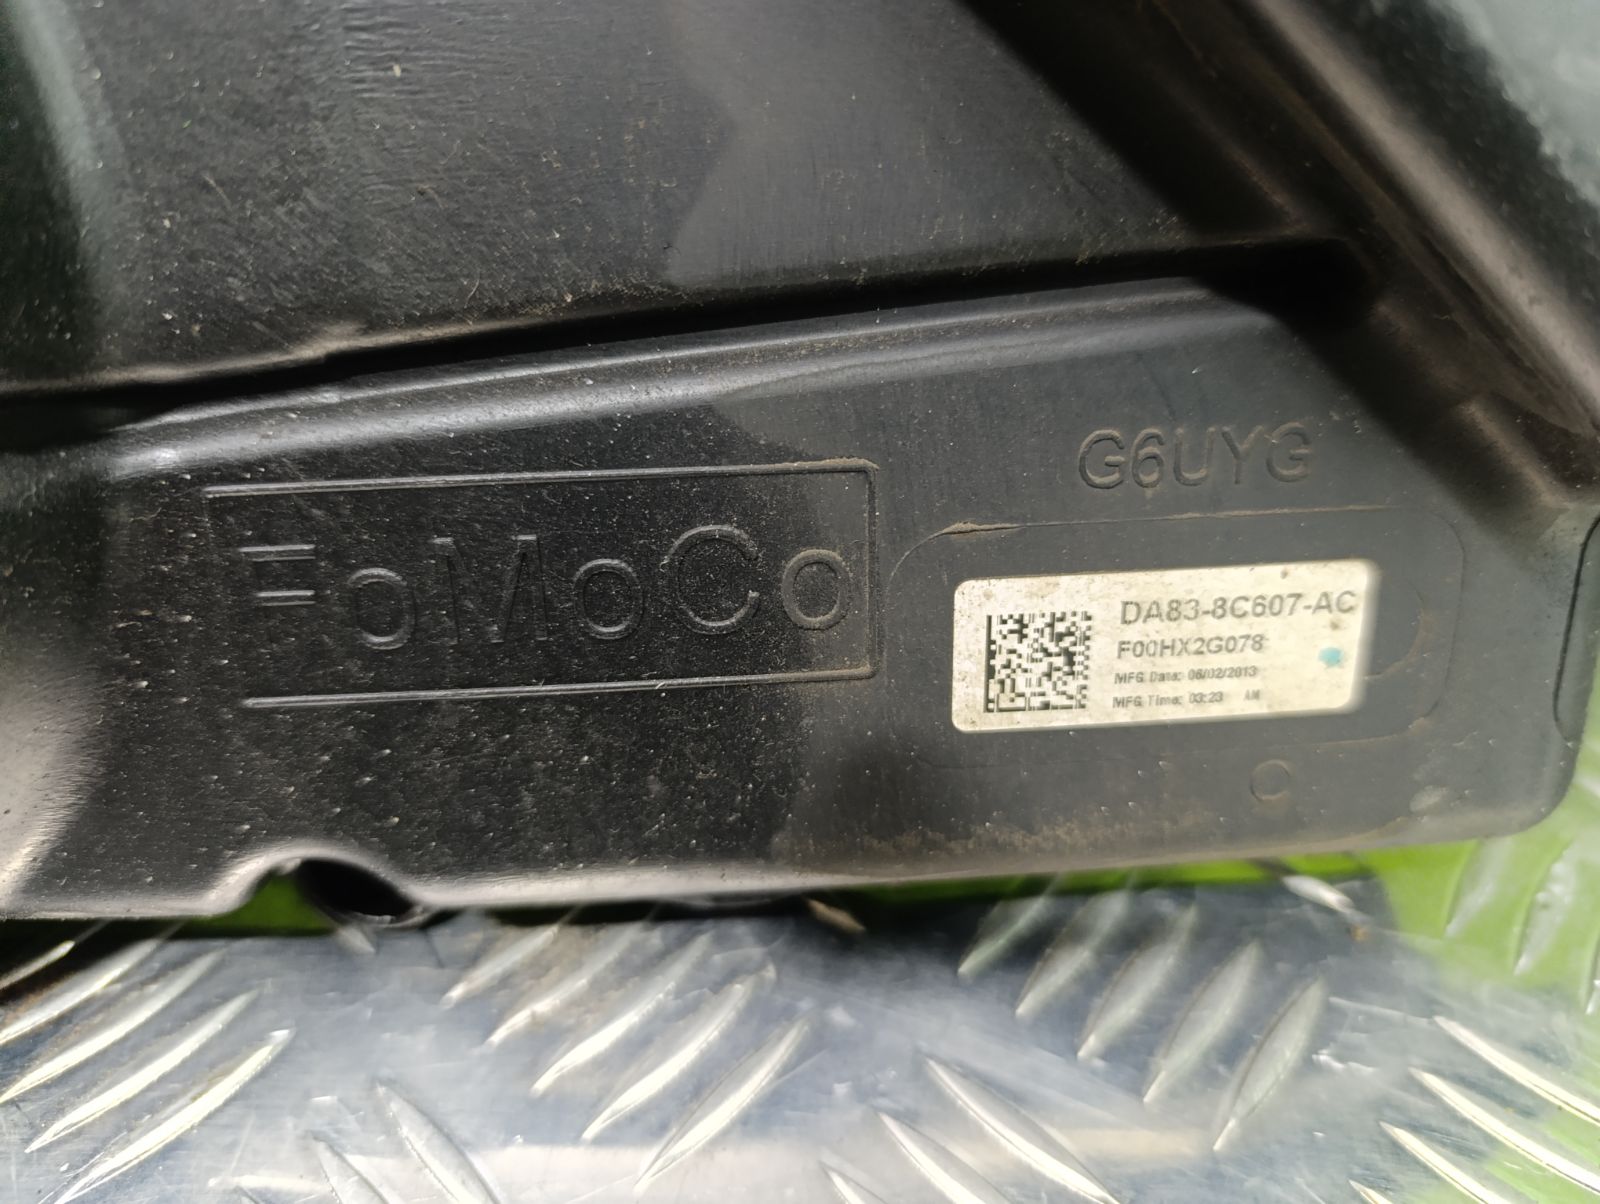 G6UYG
FoMoCo
DA83-8C607-AC
F00HX2G078
MFG Date: 06/02/2013
MFG Time: 03:23 AM